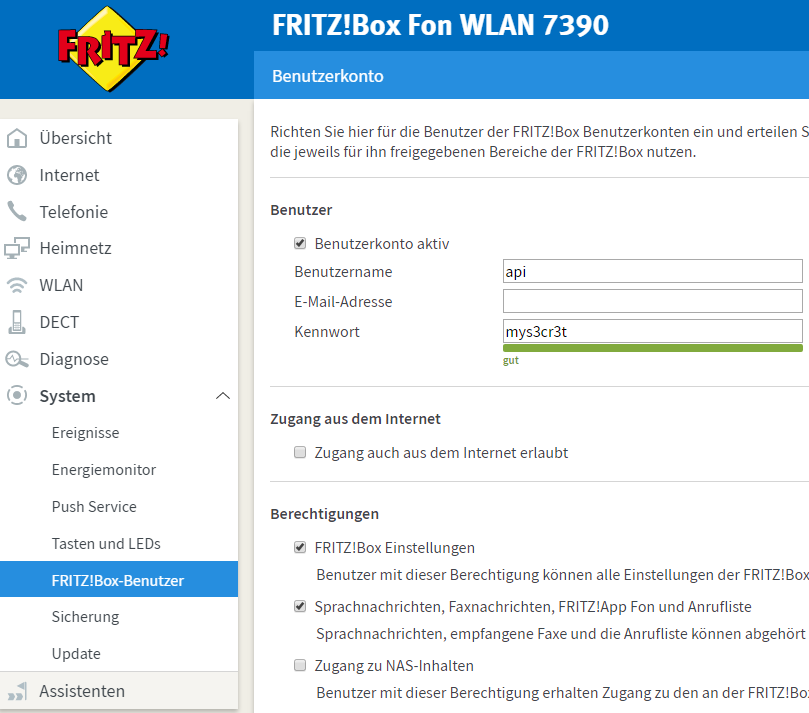 FRITZ!
FRITZ!Box Fon WLAN 7390
Benutzerkonto
Übersicht
Internet
Telefonie
Heimnetz
WLAN
DECT
Diagnose
System
Ereignisse
Energiemonitor
Push Service
Tasten und LEDs
FRITZ!Box-Benutzer
Sicherung
Update
Assistenten
Richten Sie hier für die Benutzer der FRITZ!Box Benutzerkonten ein und erteilen S
die jeweils für ihn freigegebenen Bereiche der FRITZ!Box nutzen.
Benutzer
Benutzerkonto aktiv
Benutzername api
E-Mail-Adresse
Kennwort mys3cr3t
gut
Zugang aus dem Internet
Zugang auch aus dem Internet erlaubt
Berechtigungen
FRITZ!Box Einstellungen
Benutzer mit dieser Berechtigung können alle Einstellungen der FRITZ!Box
Sprachnachrichten, Faxnachrichten, FRITZ!App Fon und Anrufliste
Sprachnachrichten, empfangene Faxe und die Anrufliste können abgehört
Zugang zu NAS-Inhalten
Benutzer mit dieser Berechtigung erhalten Zugang zu den an der FRITZ!Bo